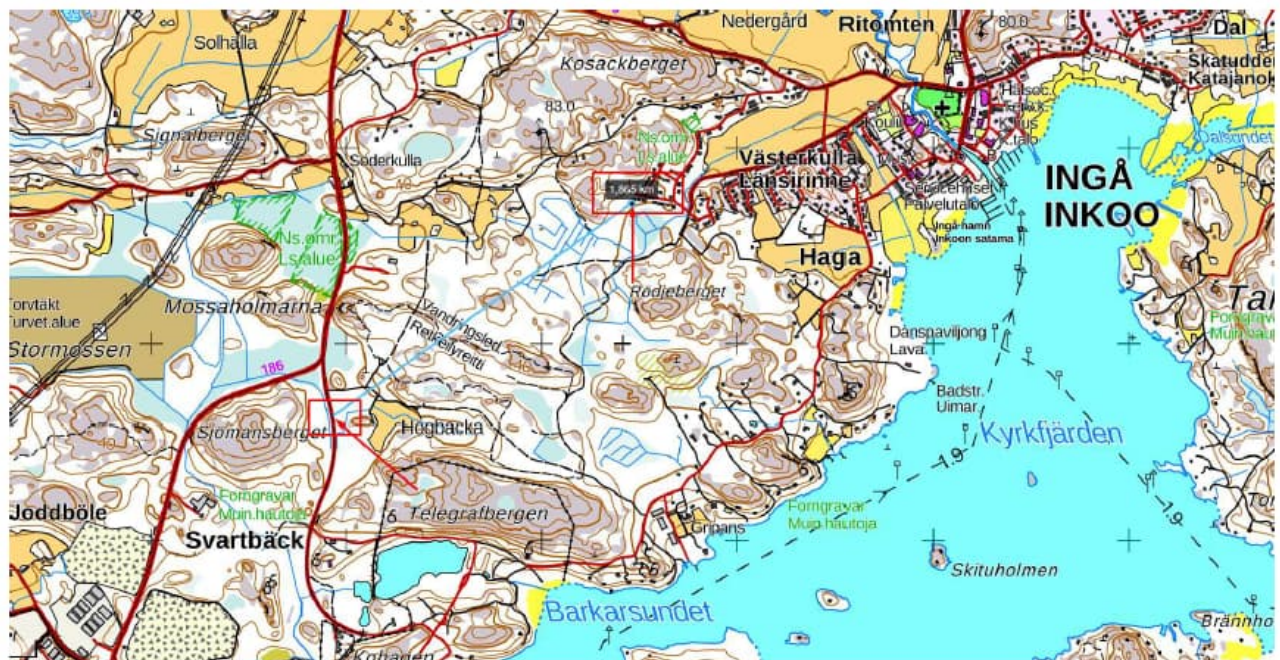 Nedergård
Ritomten
80.0
Dal
Solhälla
Kosackberget
Skatudden
Katajanok
83.0
Signalberget
Söderkulla
Ns.omr.
Ls.alue
Västerkulla
Länsirinne
1,865 km
Dalsundet
INGÅ
INKOO
Servicehuset
Palvelutalo
Ingå hamn
Inkoon satama
Ns.omr.
Ls.alue
Haga
Torvtäkt
Turvet.alue
Mossaholmarna
Rödjeberget
Stormossen
Vandringsled
Retkeilyreitti
Danspaviljong
Lava
Forngravar
186
Badstr.
Uimar.
Sjömansberget
Högbacka
Kyrkfjärden
1.9
Forngravar
Muin.hautoja
Joddböle
Telegrafbergen
Svartbäck
Gripans
Forngravar
Muin.hautoja
1.9
Skituholmen
Barkarsundet
Brännho
Kohagen